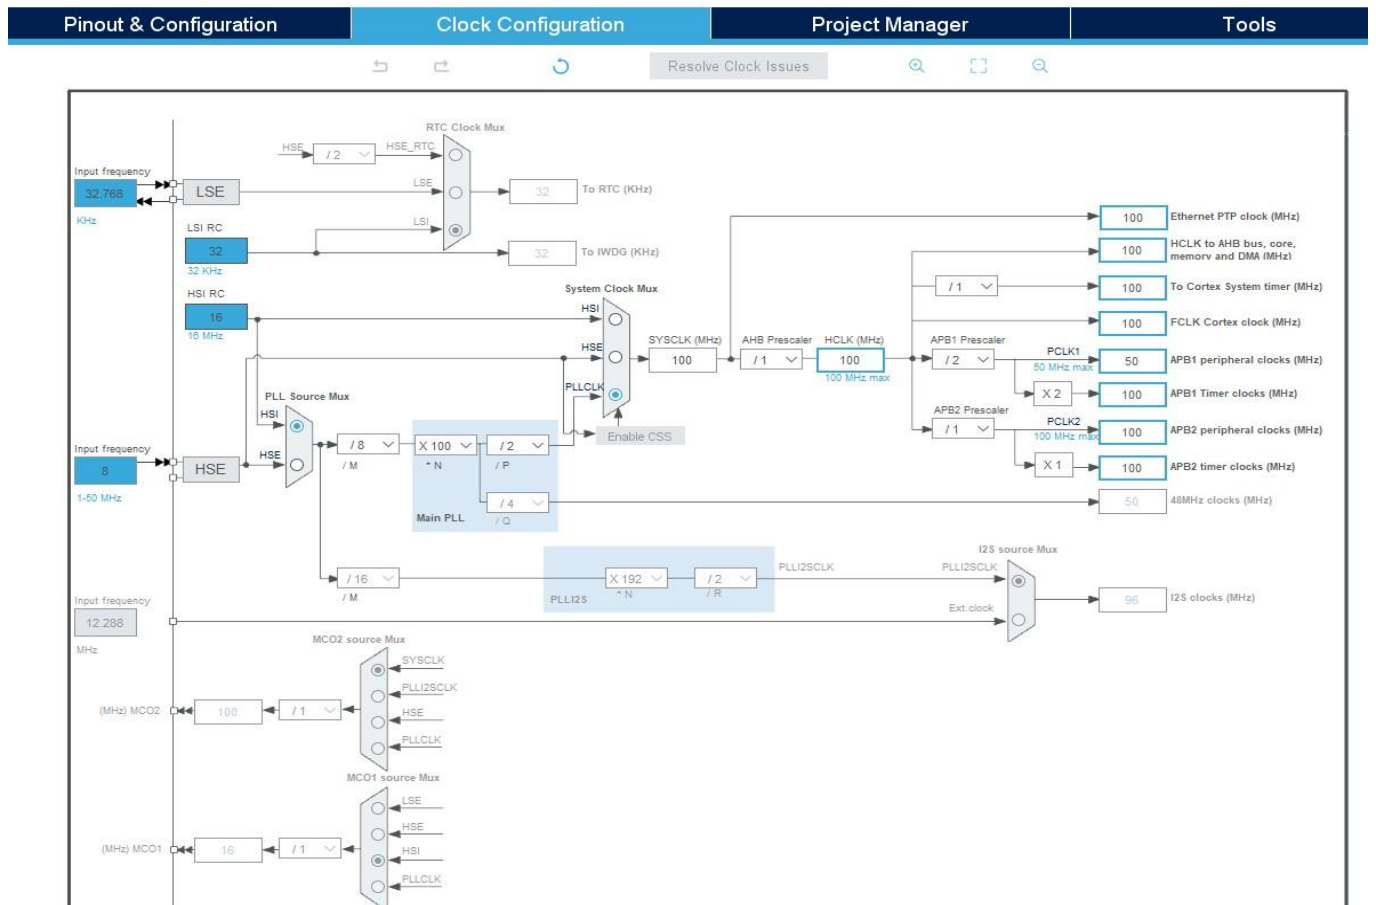 Pinout & Configuration
Clock Configuration
Project Manager
Tools
Resolve Clock Issues
RTC Clock Mux
HSE
/ 2
HSE_RTC
Input frequency
32.768
KHz
LSE
LSE
32
To RTC (KHz)
LSI RC
32
32 KHz
LSI
32
To IWDG (KHz)
HSI RC
16
16 MHz
System Clock Mux
HSI
HSE
PLLCLK
SYSCLK (MHz)
100
AHB Prescaler
/ 1
HCLK (MHz)
100
100 MHz max
100
Ethernet PTP clock (MHz)
100
HCLK to AHB bus, core,
memory and DMA (MHz)
/ 1
100
To Cortex System timer (MHz)
100
FCLK Cortex clock (MHz)
APB1 Prescaler
/ 2
PCLK1
50 MHz max
50
APB1 peripheral clocks (MHz)
X 2
100
APB1 Timer clocks (MHz)
APB2 Prescaler
/ 1
PCLK2
100 MHz max
100
APB2 peripheral clocks (MHz)
X 1
100
APB2 timer clocks (MHz)
PLL Source Mux
HSI
HSE
Input frequency
8
1-50 MHz
HSE
/ 8
/ M
X 100
* N
/ 2
/ P
Enable CSS
/ 4
/ Q
Main PLL
50
48MHz clocks (MHz)
/ 16
/ M
PLLI2S
X 192
* N
/ 2
/ R
PLLI2SCLK
I2S source Mux
PLLI2SCLK
Ext.clock
96
I2S clocks (MHz)
Input frequency
12.288
MHz
MCO2 source Mux
SYSCLK
PLLI2SCLK
HSE
PLLCLK
(MHz) MCO2
100
/ 1
MCO1 source Mux
LSE
HSE
HSI
PLLCLK
(MHz) MCO1
16
/ 1